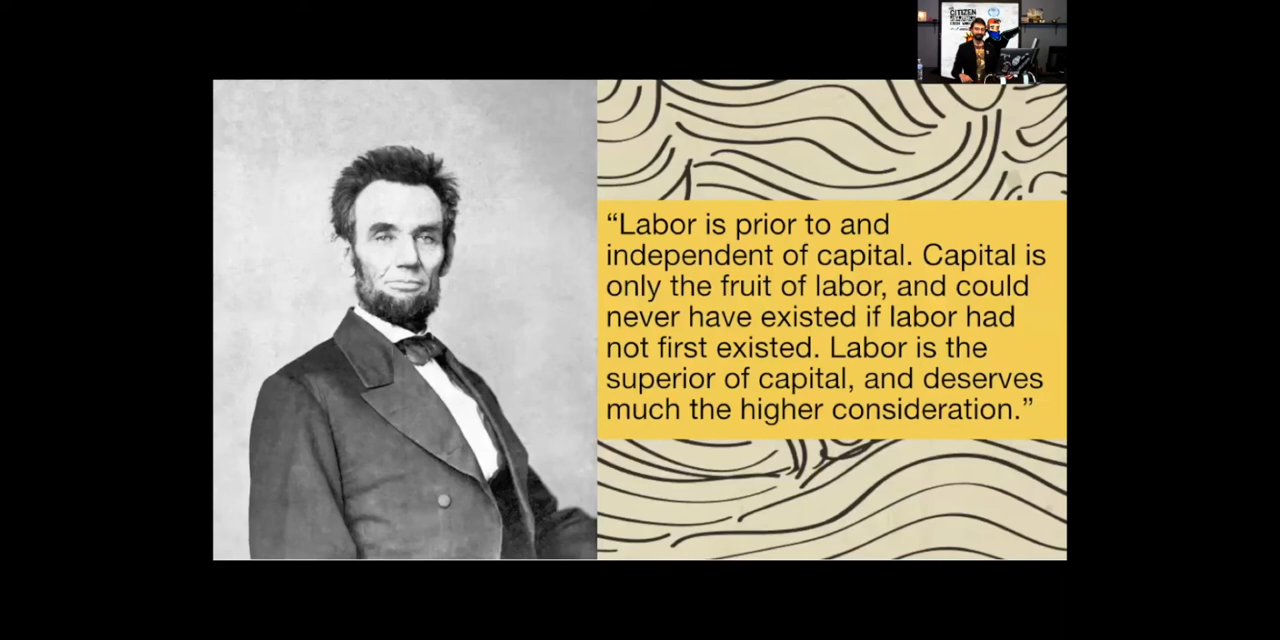 CITIZEN
“Labor is prior to and
independent of capital. Capital is
only the fruit of labor, and could
never have existed if labor had
not first existed. Labor is the
superior of capital, and deserves
much the higher consideration.”